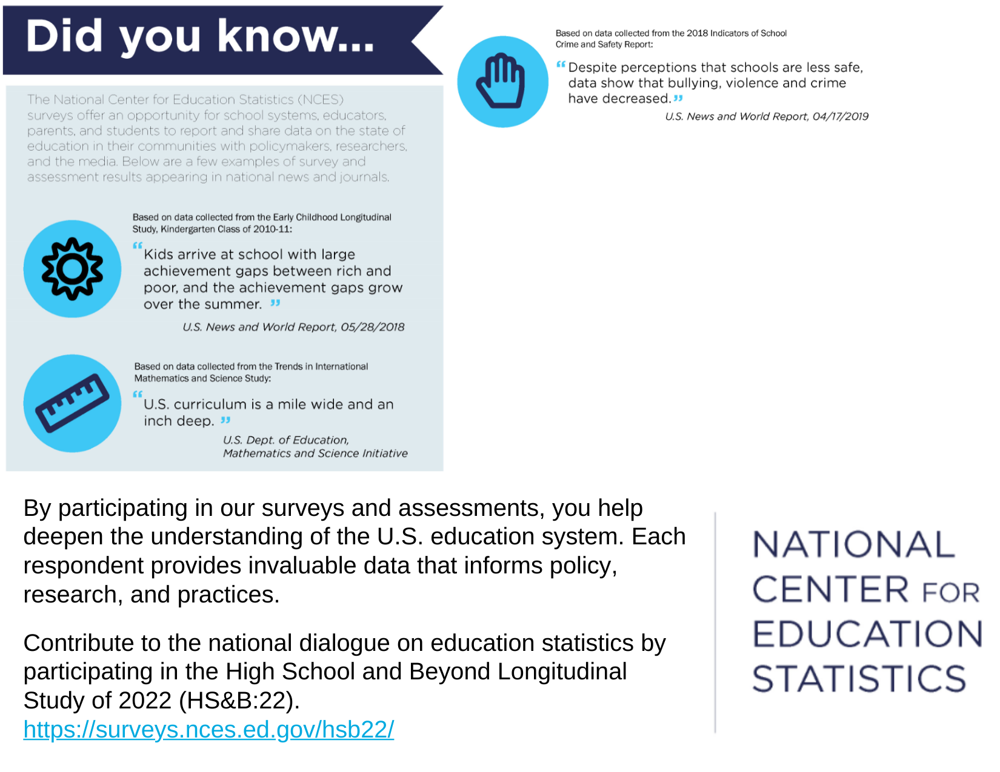 Did you know...
The National Center for Education Statistics (NCES)
surveys offer an opportunity for school systems, educators,
parents, and students to report and share data on the state of
education in their communities with policymakers, researchers,
and the media. Below are a few examples of survey and
assessment results appearing in national news and journals.
Based on data collected from the Early Childhood Longitudinal
Study, Kindergarten Class of 2010-11:
“Kids arrive at school with large
achievement gaps between rich and
poor, and the achievement gaps grow
over the summer. ”
U.S. News and World Report, 05/28/2018
Based on data collected from the Trends in International
Mathematics and Science Study:
“U.S. curriculum is a mile wide and an
inch deep. ”
U.S. Dept. of Education,
Mathematics and Science Initiative
Based on data collected from the 2018 Indicators of School
Crime and Safety Report:
“Despite perceptions that schools are less safe,
data show that bullying, violence and crime
have decreased.”
U.S. News and World Report, 04/17/2019
By participating in our surveys and assessments, you help
deepen the understanding of the U.S. education system. Each
respondent provides invaluable data that informs policy,
research, and practices.
Contribute to the national dialogue on education statistics by
participating in the High School and Beyond Longitudinal
Study of 2022 (HS&B:22).
https://surveys.nces.ed.gov/hsb22/
NATIONAL
CENTER FOR
EDUCATION
STATISTICS